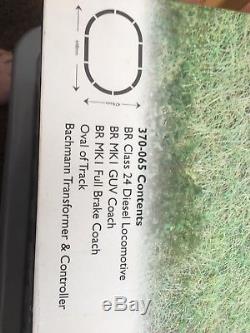 370-065 Contents
BR Class 24 Diesel Locomotive
BR MK1 GUV Coach
BR MK1 Full Brake Coach
Oval of Track
Bachmann Transformer & Controller